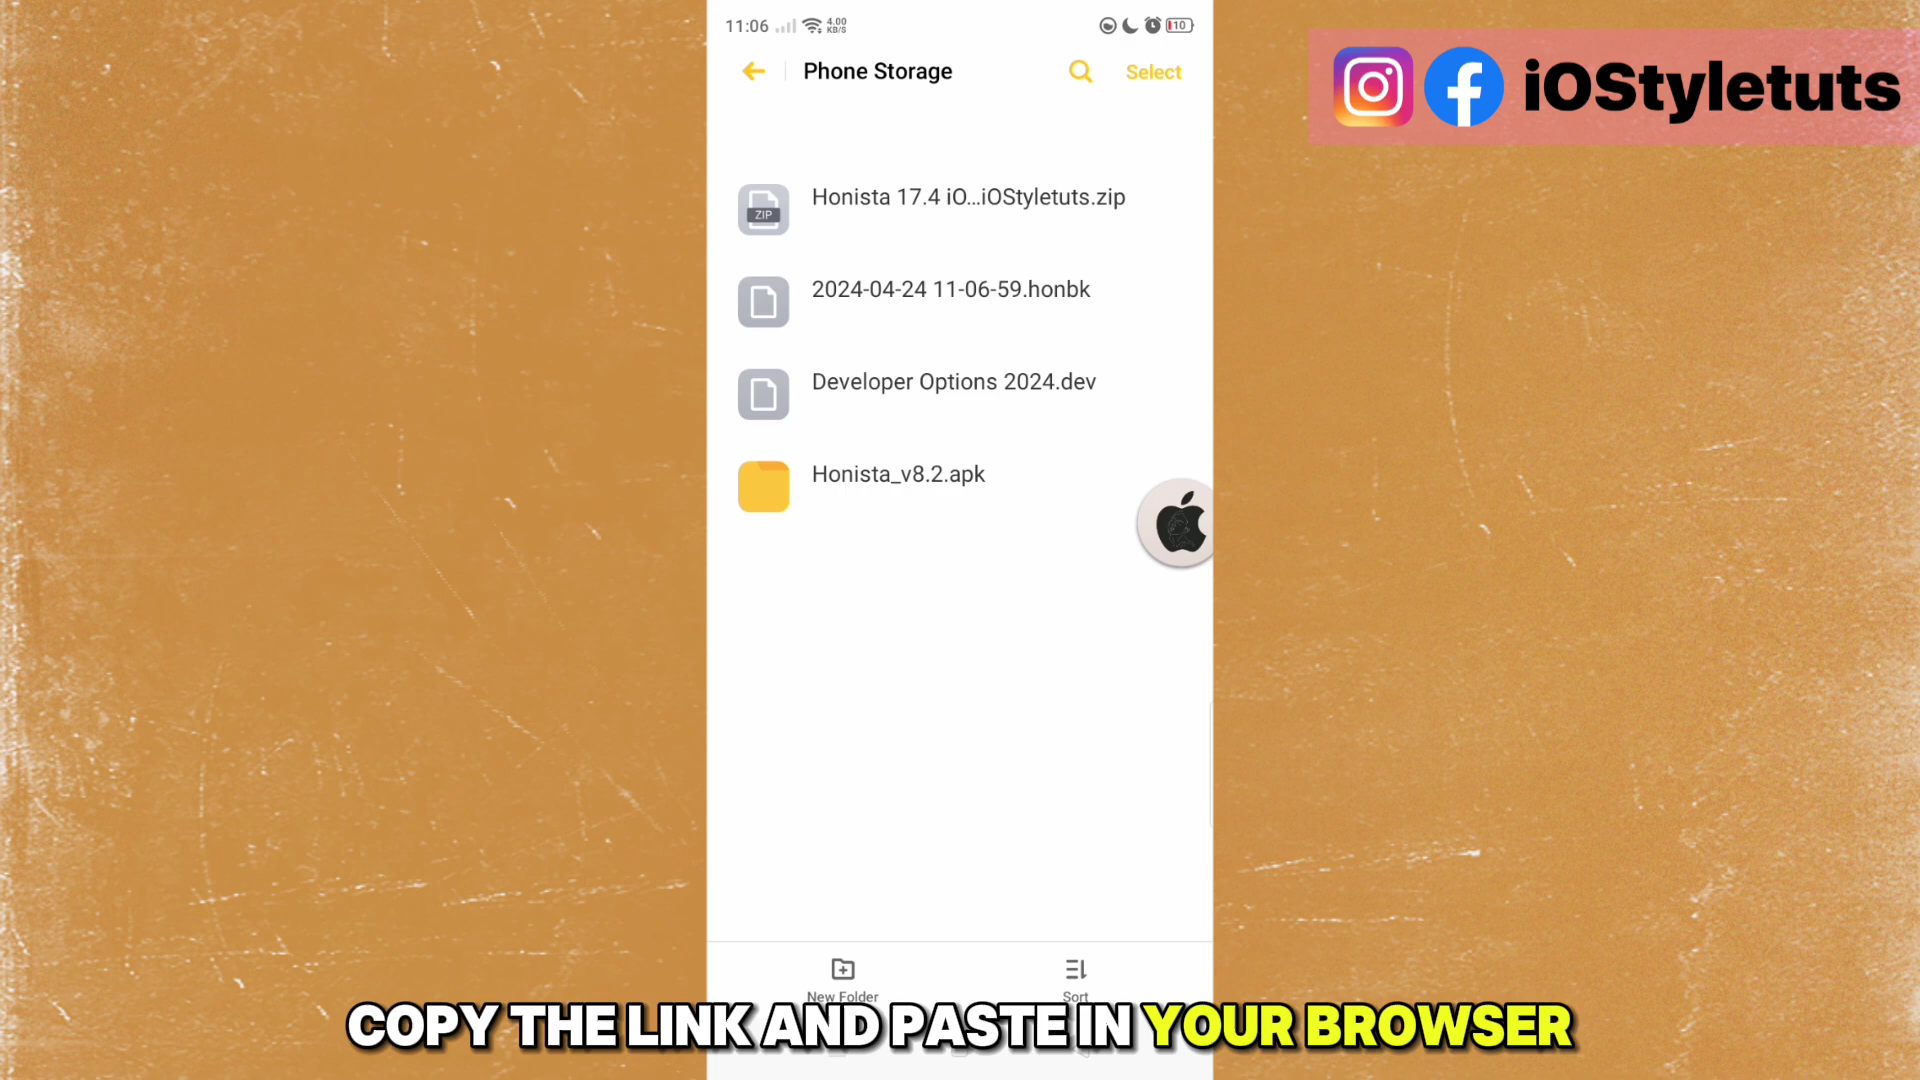 11:06 4.00 KB/S 10
Phone Storage Select
iOStyletuts
ZIP Honista 17.4 iO...iOStyletuts.zip
2024-04-24 11-06-59.honbk
Developer Options 2024.dev
Honista_v8.2.apk
New Folder Sort
COPY THE LINK AND PASTE IN YOUR BROWSER